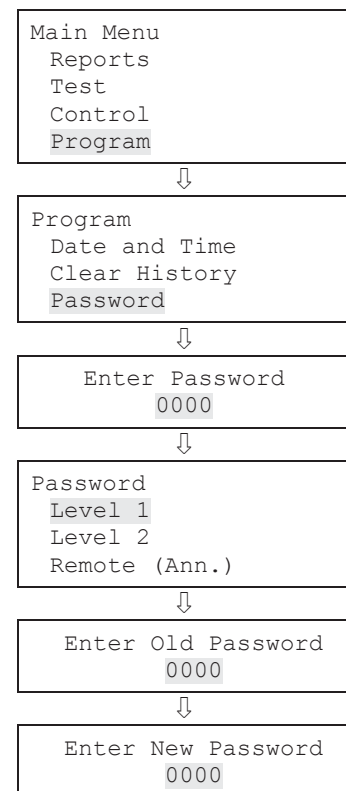 Main Menu
Reports
Test
Control
Program
⇩
Program
Date and Time
Clear History
Password
⇩
Enter Password
0000
⇩
Password
Level 1
Level 2
Remote (Ann.)
⇩
Enter Old Password
0000
⇩
Enter New Password
0000